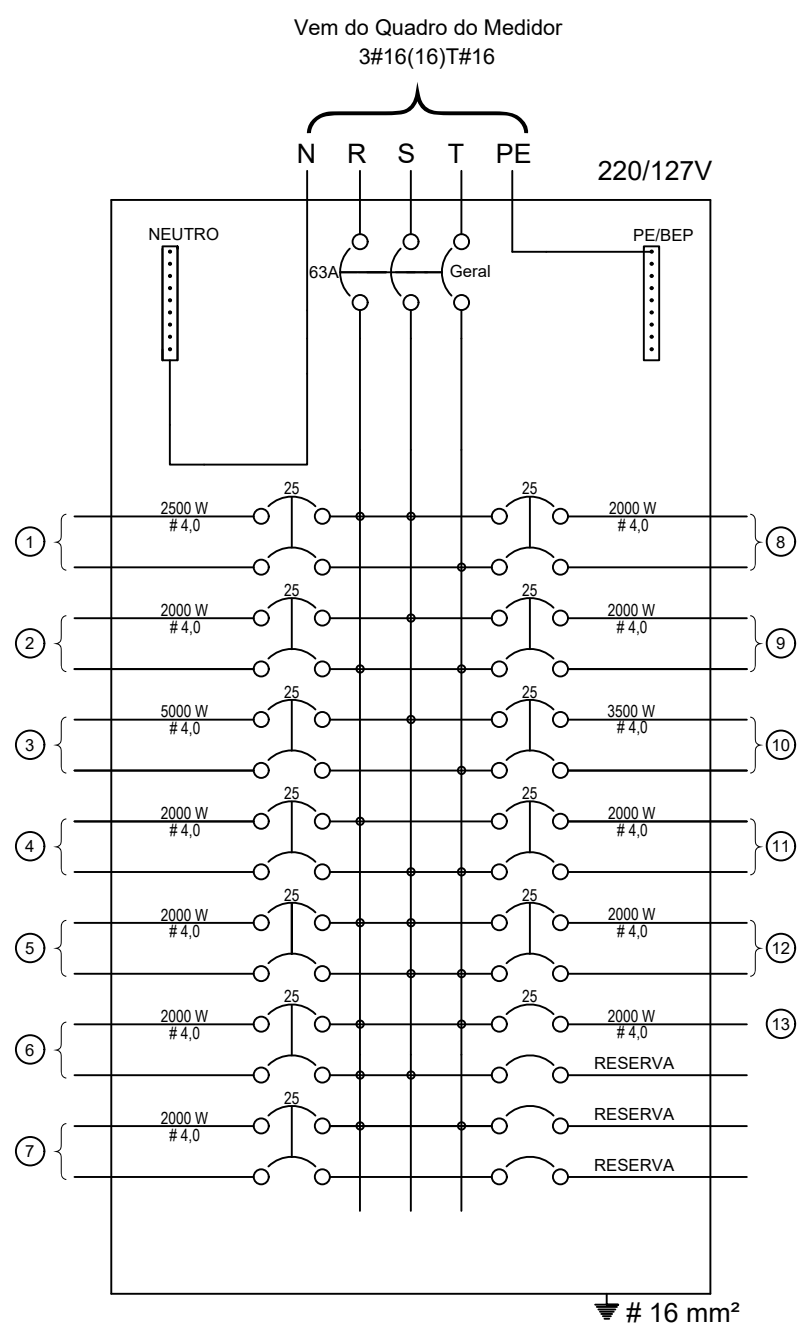 Vem do Quadro do Medidor
3#16(16)T#16
N R S T PE
220/127V
NEUTRO
PE/BEP
63A
Geral
25
25
2500 W
# 4,0
2000 W
# 4,0
1
8
25
25
2000 W
# 4,0
2000 W
# 4,0
2
9
25
25
5000 W
# 4,0
3500 W
# 4,0
3
10
25
25
2000 W
# 4,0
2000 W
# 4,0
4
11
25
25
2000 W
# 4,0
2000 W
# 4,0
5
12
25
25
2000 W
# 4,0
2000 W
# 4,0
13
6
RESERVA
25
2000 W
# 4,0
RESERVA
7
RESERVA
# 16 mm²